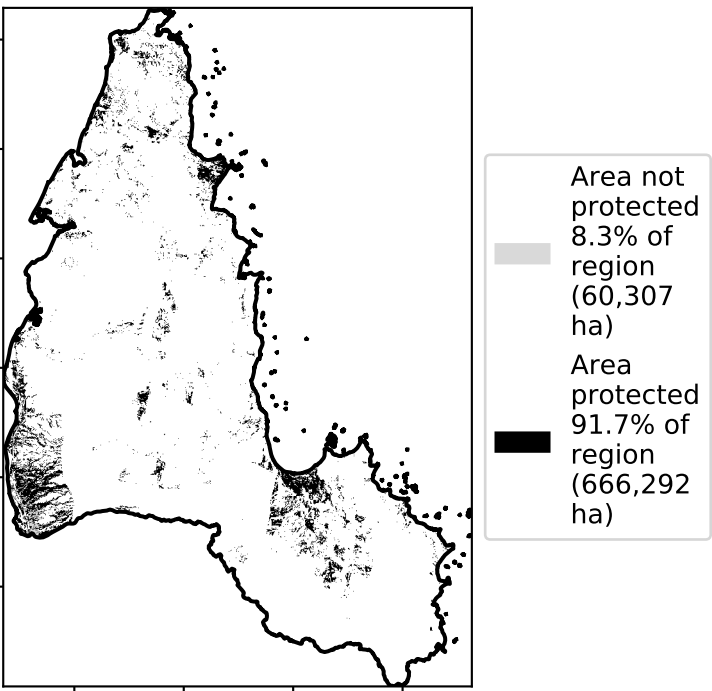 Area not
protected
8.3% of
region
(60,307
ha)
Area
protected
91.7% of
region
(666,292
ha)